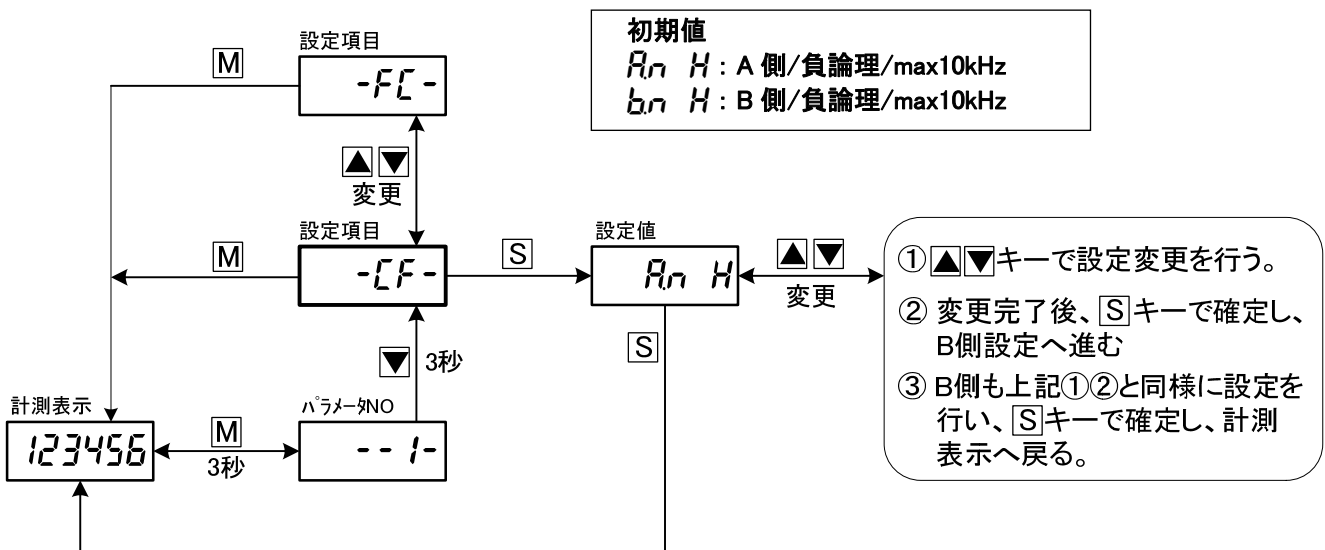 初期値
A.n H : A 側/負論理/max10kHz
b.n H : B 側/負論理/max10kHz
設定項目
M
-FC-
▲▼
変更
設定項目
M
-CF-
S
設定値
A.n H
▲▼
変更
①▲▼キーで設定変更を行う。
② 変更完了後、Sキーで確定し、
B側設定へ進む
③ B側も上記①②と同様に設定を
行い、Sキーで確定し、計測
表示へ戻る。
S
▼ 3秒
計測表示
123456
M
3秒
パラメータNO
--1-